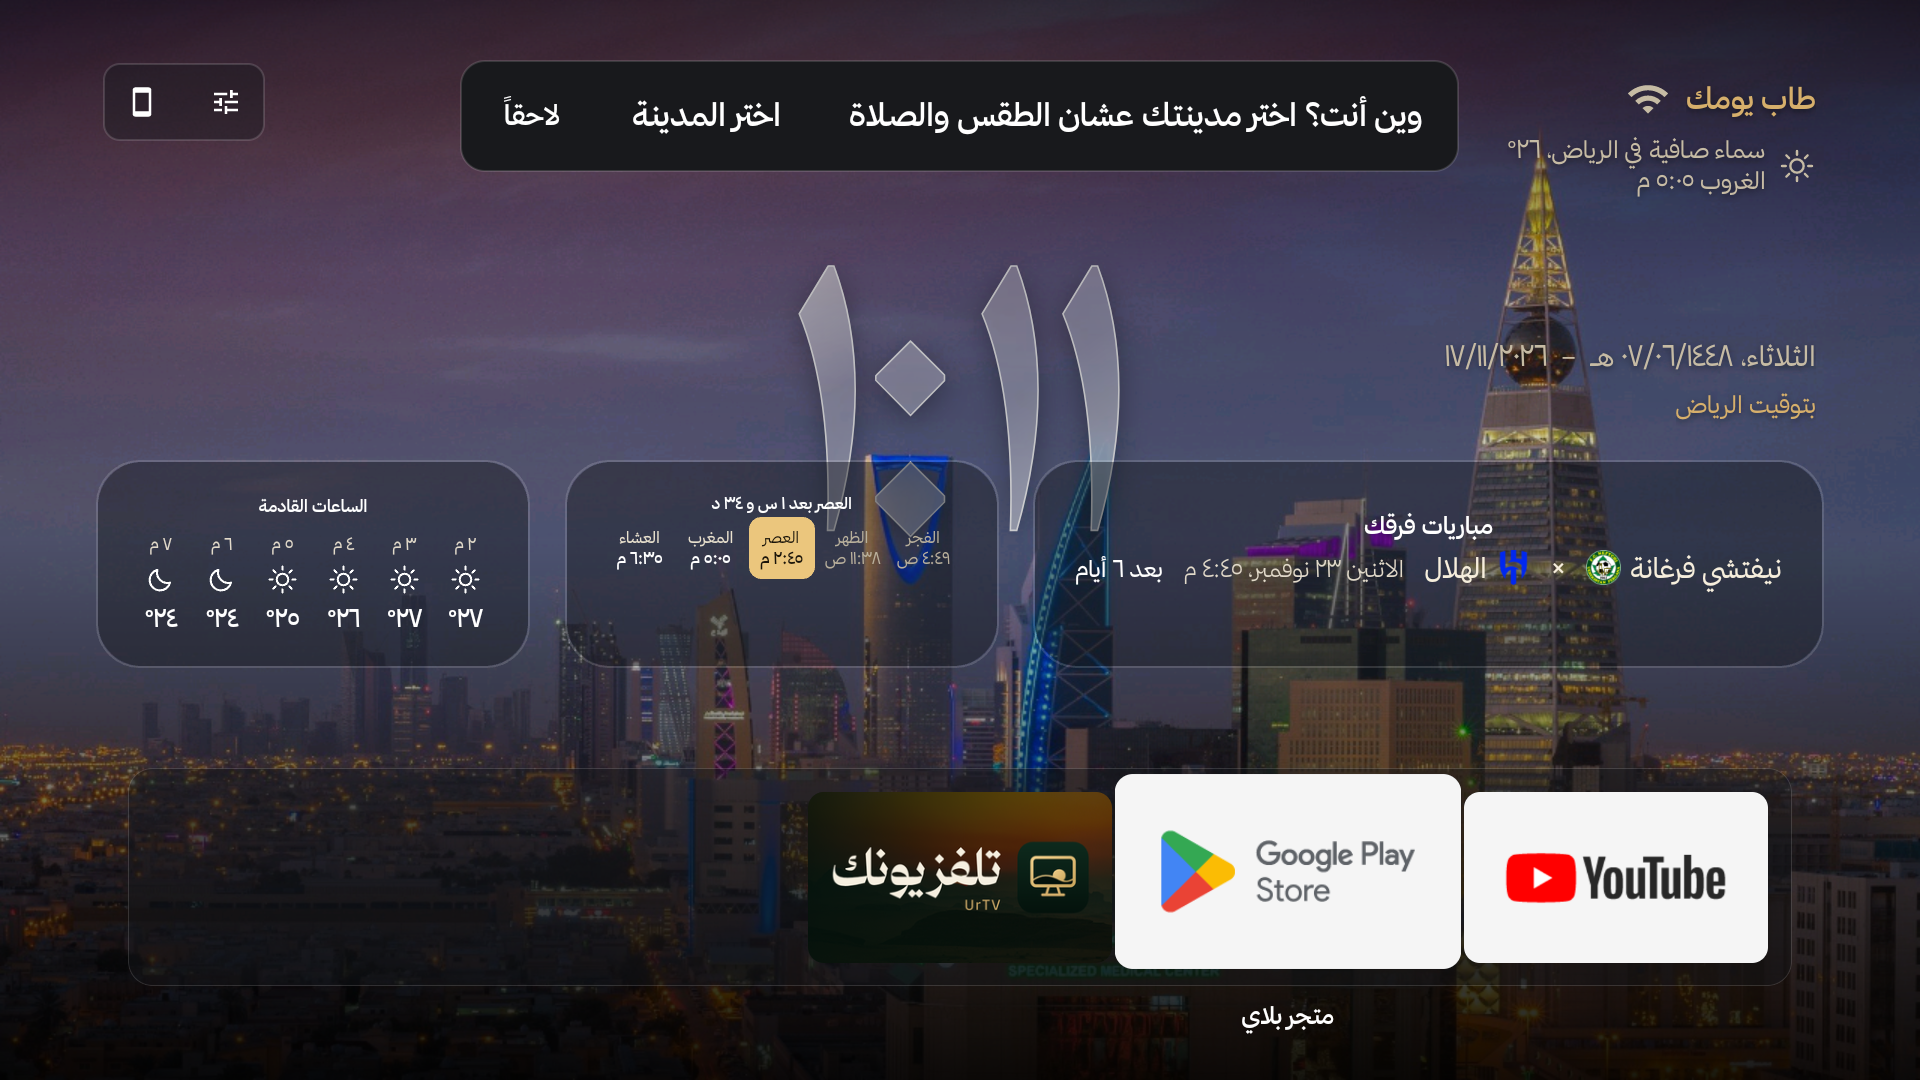 طاب يومك
سماء صافية في الرياض، ٢٦°
الغروب ٥:٠٥ م
وين أنت؟ اختر مدينتك عشان الطقس والصلاة
اختر المدينة
لاحقاً
١:١١
الثلاثاء، ٠٧/٠٦/١٤٤٨ هـ – ١٧/١١/٢٠٢٦
بتوقيت الرياض
مباريات فرقك
نيفتشي فرغانة × الهلال الاثنين ٢٣ نوفمبر، ٤:٤٥ م بعد ٦ أيام
العصر بعد ١ س و ٣٤ د
الفجر الظهر العصر المغرب العشاء
٤:٤٩ ص ١١:٣٨ ص ٢:٤٥ م ٥:٠٥ م ٦:٣٥ م
الساعات القادمة
٢ م ٣ م ٤ م ٥ م ٦ م ٧ م
٢٧° ٢٧° ٢٦° ٢٥° ٢٤° ٢٤°
YouTube
Google Play
Store
تلفزيونك
UrTV
SPECIALIZED MEDICAL CENTER
متجر بلاي